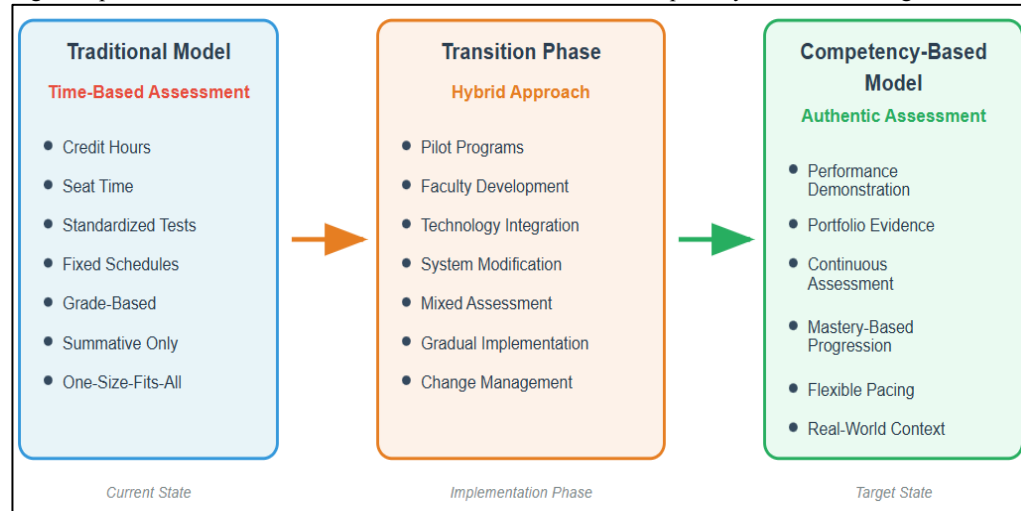 Traditional Model
Time-Based Assessment
Credit Hours
Seat Time
Standardized Tests
Fixed Schedules
Grade-Based
Summative Only
One-Size-Fits-All
Current State
Transition Phase
Hybrid Approach
Pilot Programs
Faculty Development
Technology Integration
System Modification
Mixed Assessment
Gradual Implementation
Change Management
Implementation Phase
Competency-Based
Model
Authentic Assessment
Performance
Demonstration
Portfolio Evidence
Continuous
Assessment
Mastery-Based
Progression
Flexible Pacing
Real-World Context
Target State